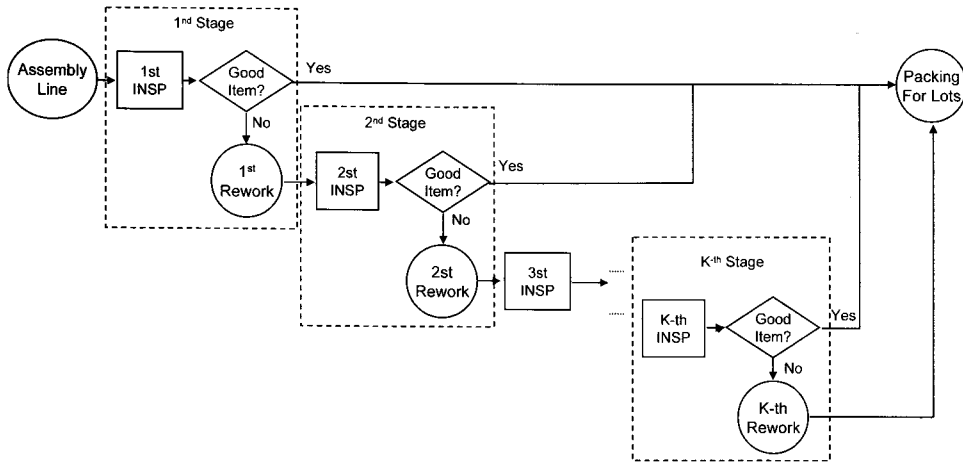 1nd Stage
Assembly
Line
1st
INSP
Good
Item?
Yes
No
1st
Rework
2nd Stage
2st
INSP
Good
Item?
Yes
No
2st
Rework
3st
INSP
......
......
K-th Stage
K-th
INSP
Good
Item?
Yes
No
K-th
Rework
Packing
For Lots